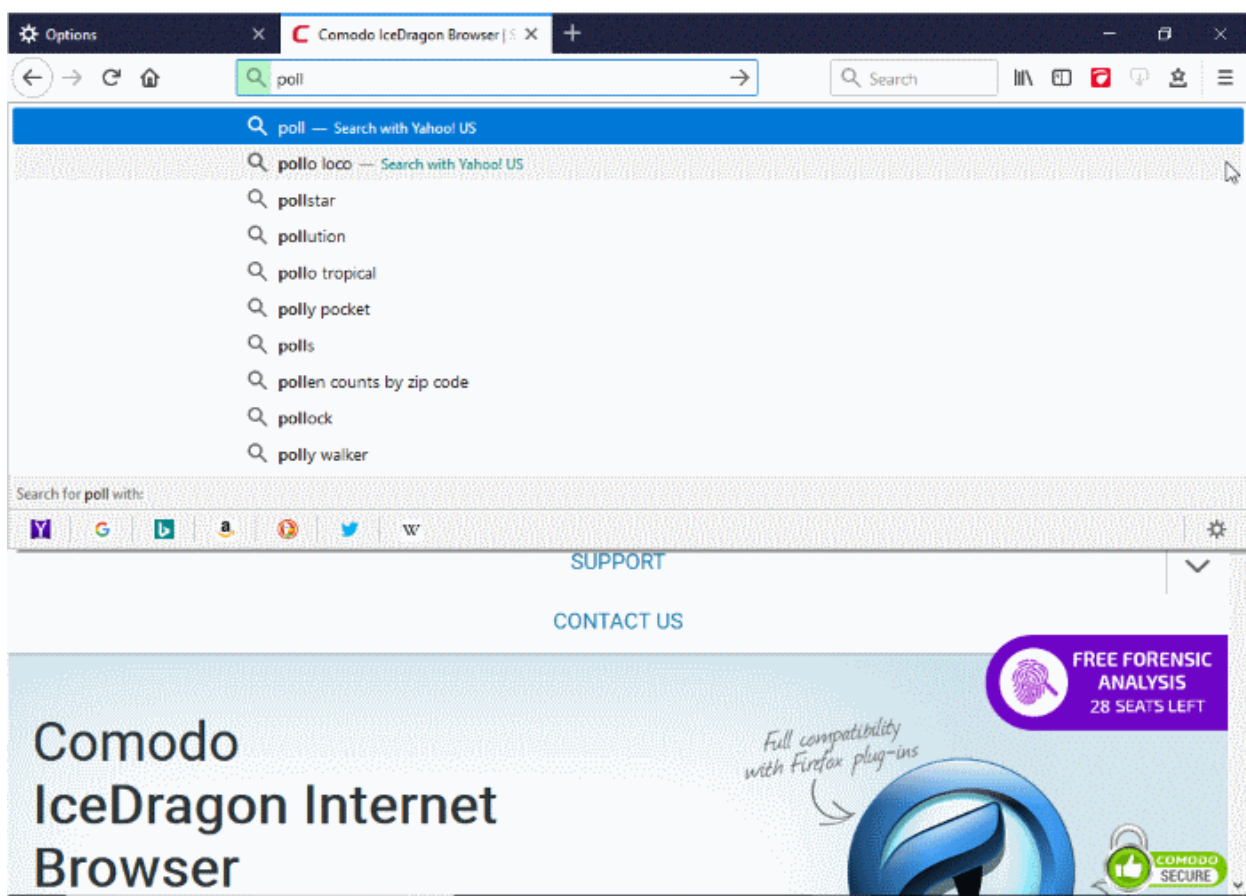 Options
Comodo IceDragon Browser | S
poll
Search
poll — Search with Yahoo! US
pollo loco — Search with Yahoo! US
pollstar
pollution
pollo tropical
polly pocket
polls
pollen counts by zip code
pollock
polly walker
Search for poll with:
SUPPORT
CONTACT US
FREE FORENSIC
ANALYSIS
28 SEATS LEFT
Full compatibility
with Firefox plug-ins
Comodo
IceDragon Internet
Browser
COMODO
SECURE